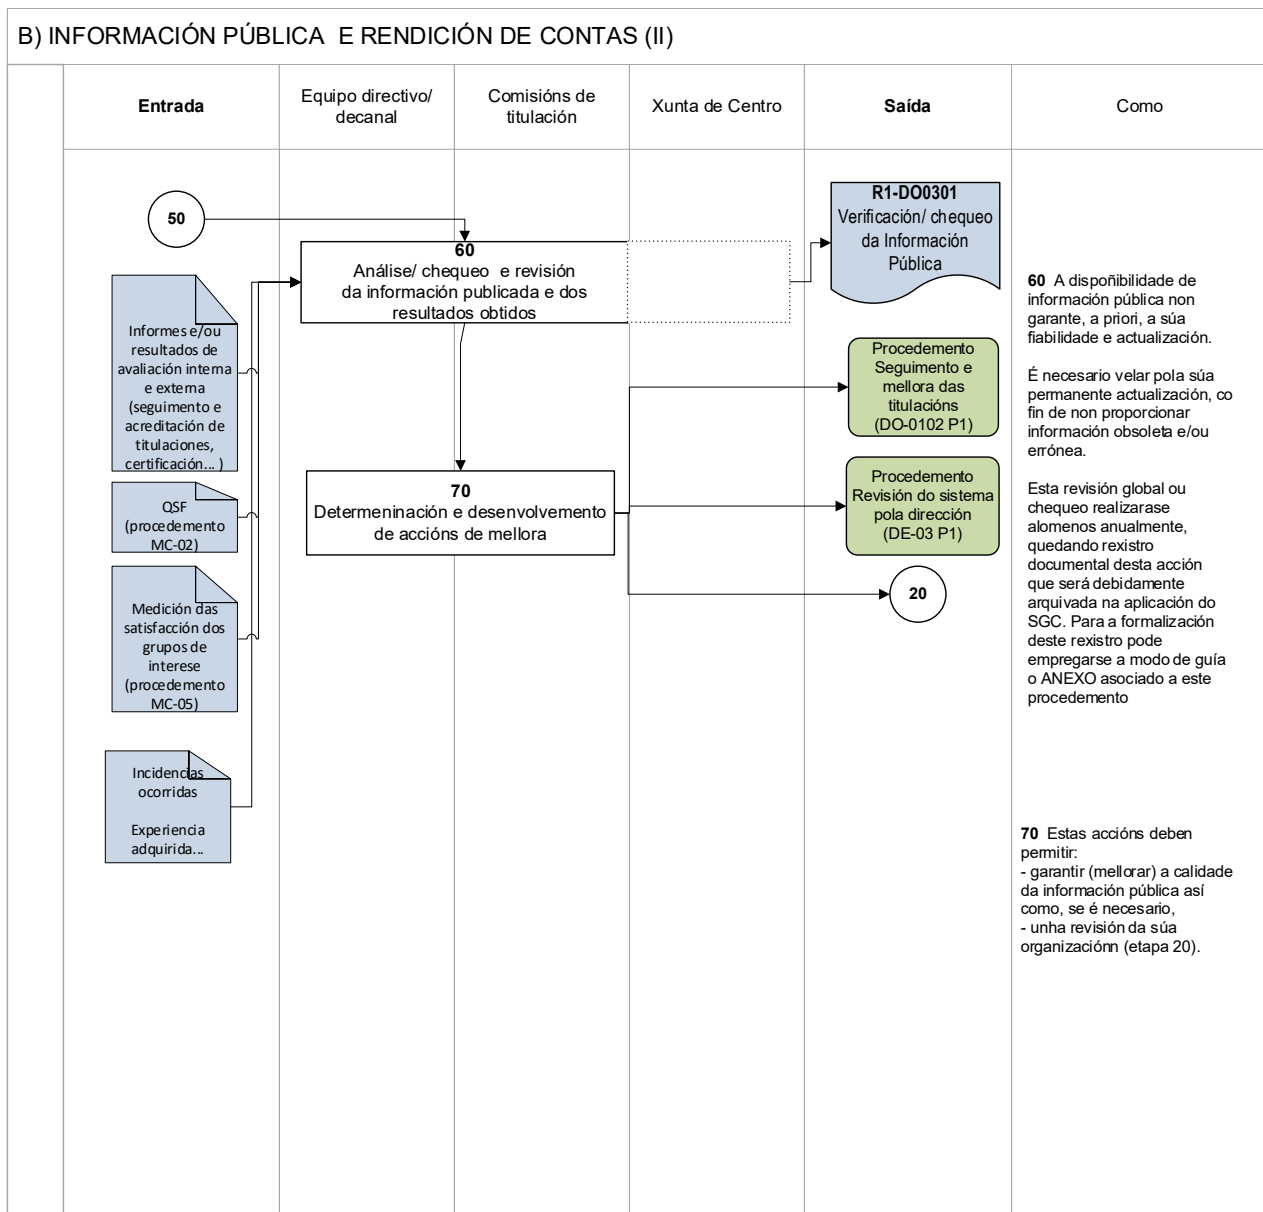 B) INFORMACIÓN PÚBLICA  E RENDICIÓN DE CONTAS (II)
Entrada
Equipo directivo/
decanal
Comisións de
titulación
Xunta de Centro
Saída
Como
50
60
Análise/ chequeo  e revisión
da información publicada e dos
resultados obtidos
R1-DO0301
Verificación/ chequeo
da Información
Pública
Informes e/ou
resultados de
avaliación interna
e externa
(seguimento e
acreditación de
titulaciones,
certificación... )
QSF
(procedemento
MC-02)
Medición das
satisfacción dos
grupos de
interese
(procedemento
MC-05)
Incidencias
ocorridas
Experiencia
adquirida...
70
Determeninación e desenvolvemento
de accións de mellora
Procedemento
Seguimento e
mellora das
titulacións
(DO-0102 P1)
Procedemento
Revisión do sistema
pola dirección
(DE-03 P1)
20
60  A dispoñibilidade de
información pública non
garante, a priori, a súa
fiabilidade e actualización.
É necesario velar pola súa
permanente actualización, co
fin de non proporcionar
información obsoleta e/ou
errónea.
Esta revisión global ou
chequeo realizarase
alomenos anualmente,
quedando rexistro
documental desta acción
que será debidamente
arquivada na aplicación do
SGC. Para a formalización
deste rexistro pode
empregarse a modo de guía
o ANEXO asociado a este
procedemento
70  Estas accións deben
permitir:
- garantir (mellorar) a calidade
da información pública así
como, se é necesario,
- unha revisión da súa
organizaciónn (etapa 20).